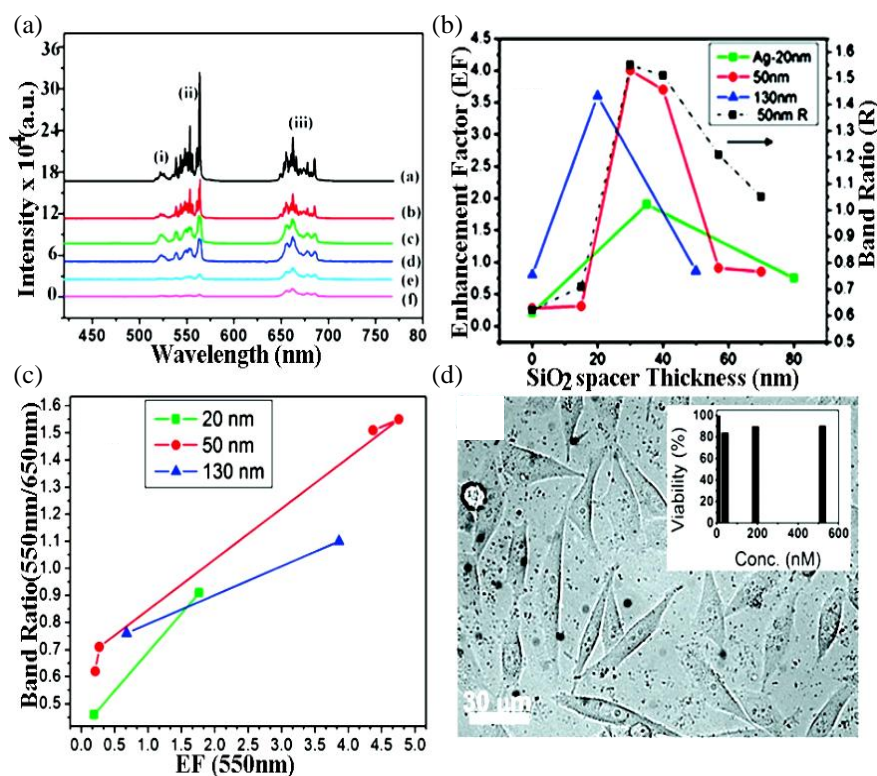 (a)
Intensity x 10⁴(a.u.)
36
30
24
18
12
6
0
(i)
(ii)
(iii)
(a)
(b)
(c)
(d)
(e)
(f)
450 500 550 600 650 700 750 80
Wavelength (nm)
(b)
Enhancement Factor (EF)
4.5
4.0
3.5
3.0
2.5
2.0
1.5
1.0
0.5
0.0
Ag-20nm
50nm
130nm
50nm R
1.6
1.5
1.4
1.3
1.2
1.1
1.0
0.9
0.8
0.7
0.6
0.5
Band Ratio (R)
0 20 40 60 80
SiO₂ spacer Thickness (nm)
(c)
Band Ratio(550nm/650nm)
1.6
1.5
1.4
1.3
1.2
1.1
1.0
0.9
0.8
0.7
0.6
0.5
20 nm
50 nm
130 nm
0.0 0.5 1.0 1.5 2.0 2.5 3.0 3.5 4.0 4.5 5.0
EF (550nm)
(d)
Viability (%)
100
80
60
40
20
0
0 200 400 600
Conc. (nM)
30 µm